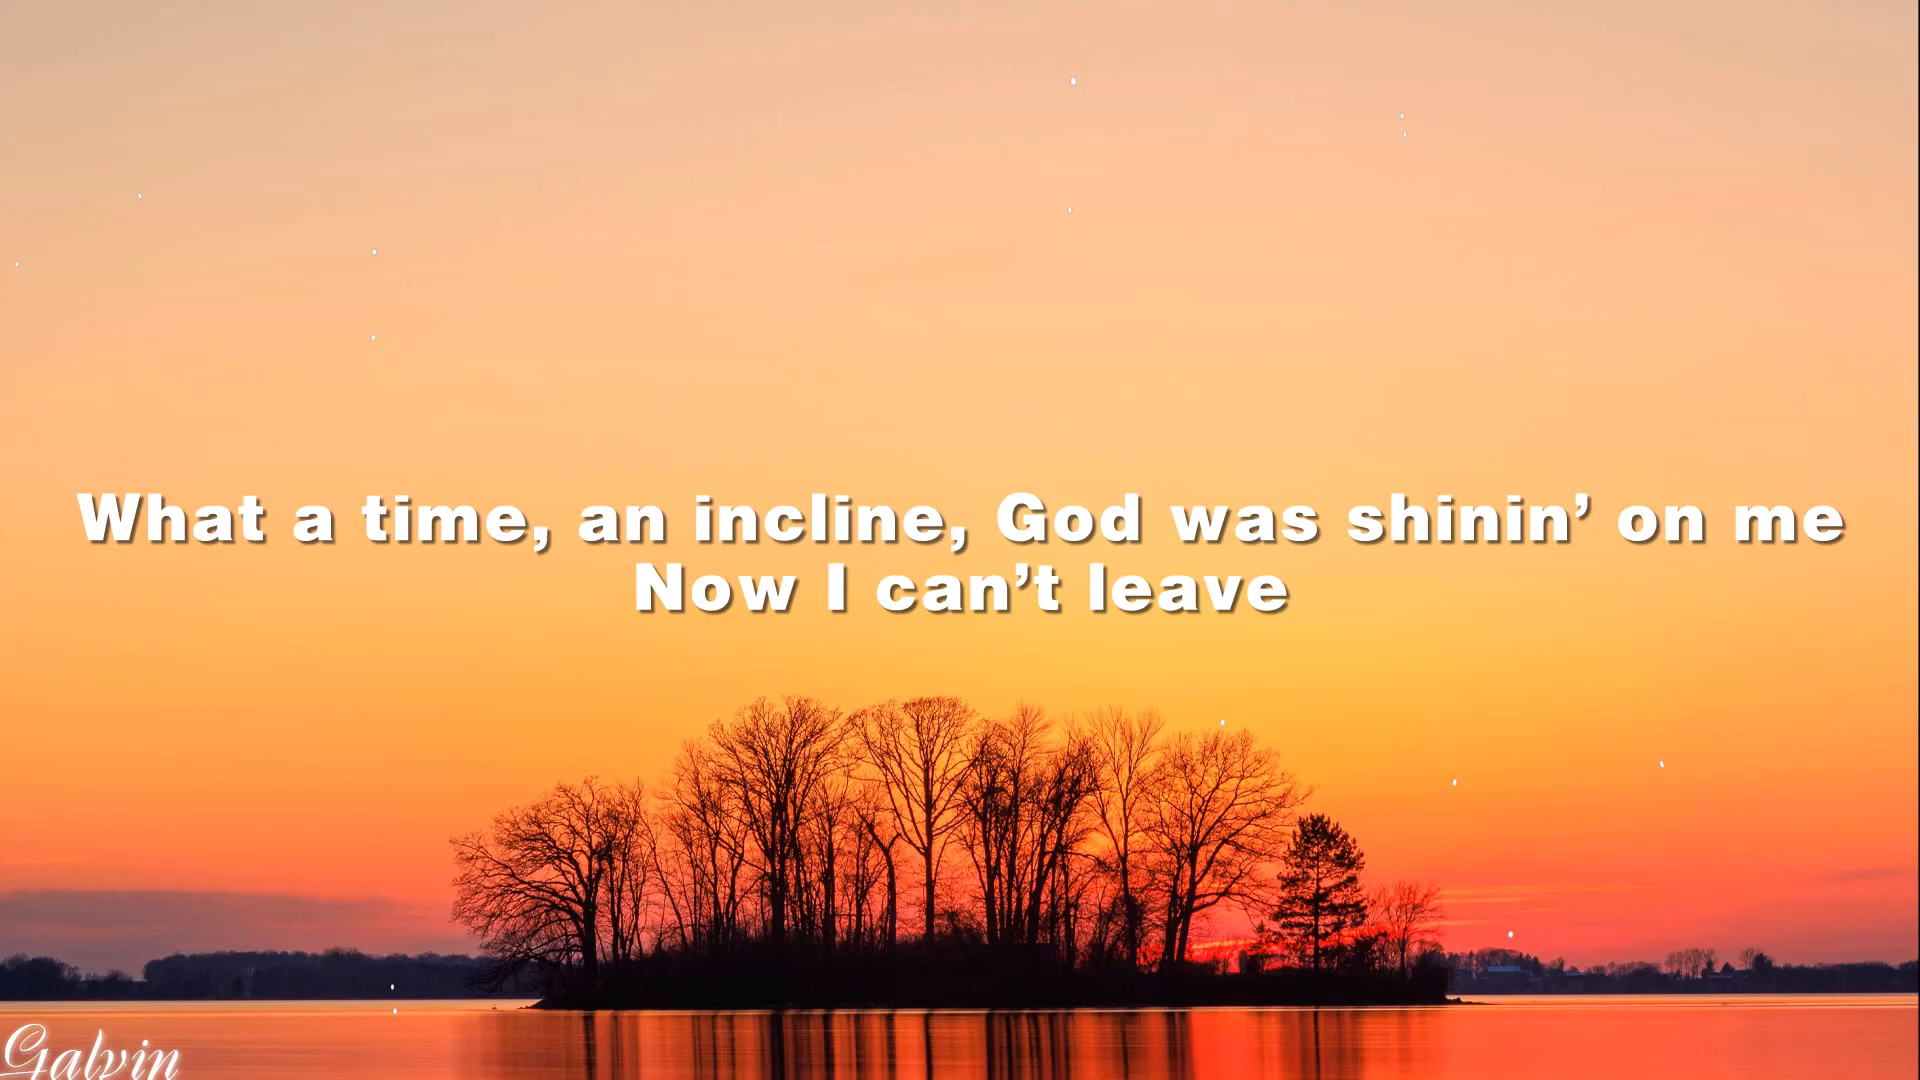 What a time, an incline, God was shinin’ on me
Now I can’t leave
Galvin